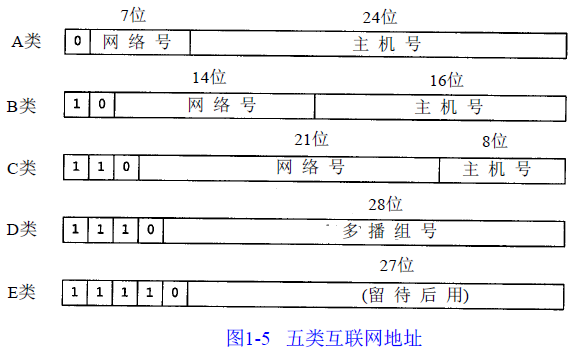 7位 24位
A类 0 网络号 主机号
14位 16位
B类 1 0 网络号 主机号
21位 8位
C类 1 1 0 网络号 主机号
28位
D类 1 1 1 0 多播组号
27位
E类 1 1 1 1 0 (留待后用)
图1-5 五类互联网地址